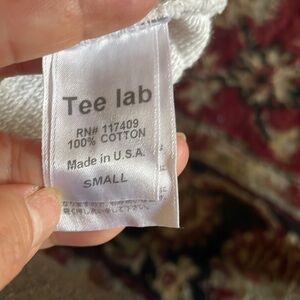 Tee lab
RN# 117409
100% COTTON
Made in U.S.A.
SMALL